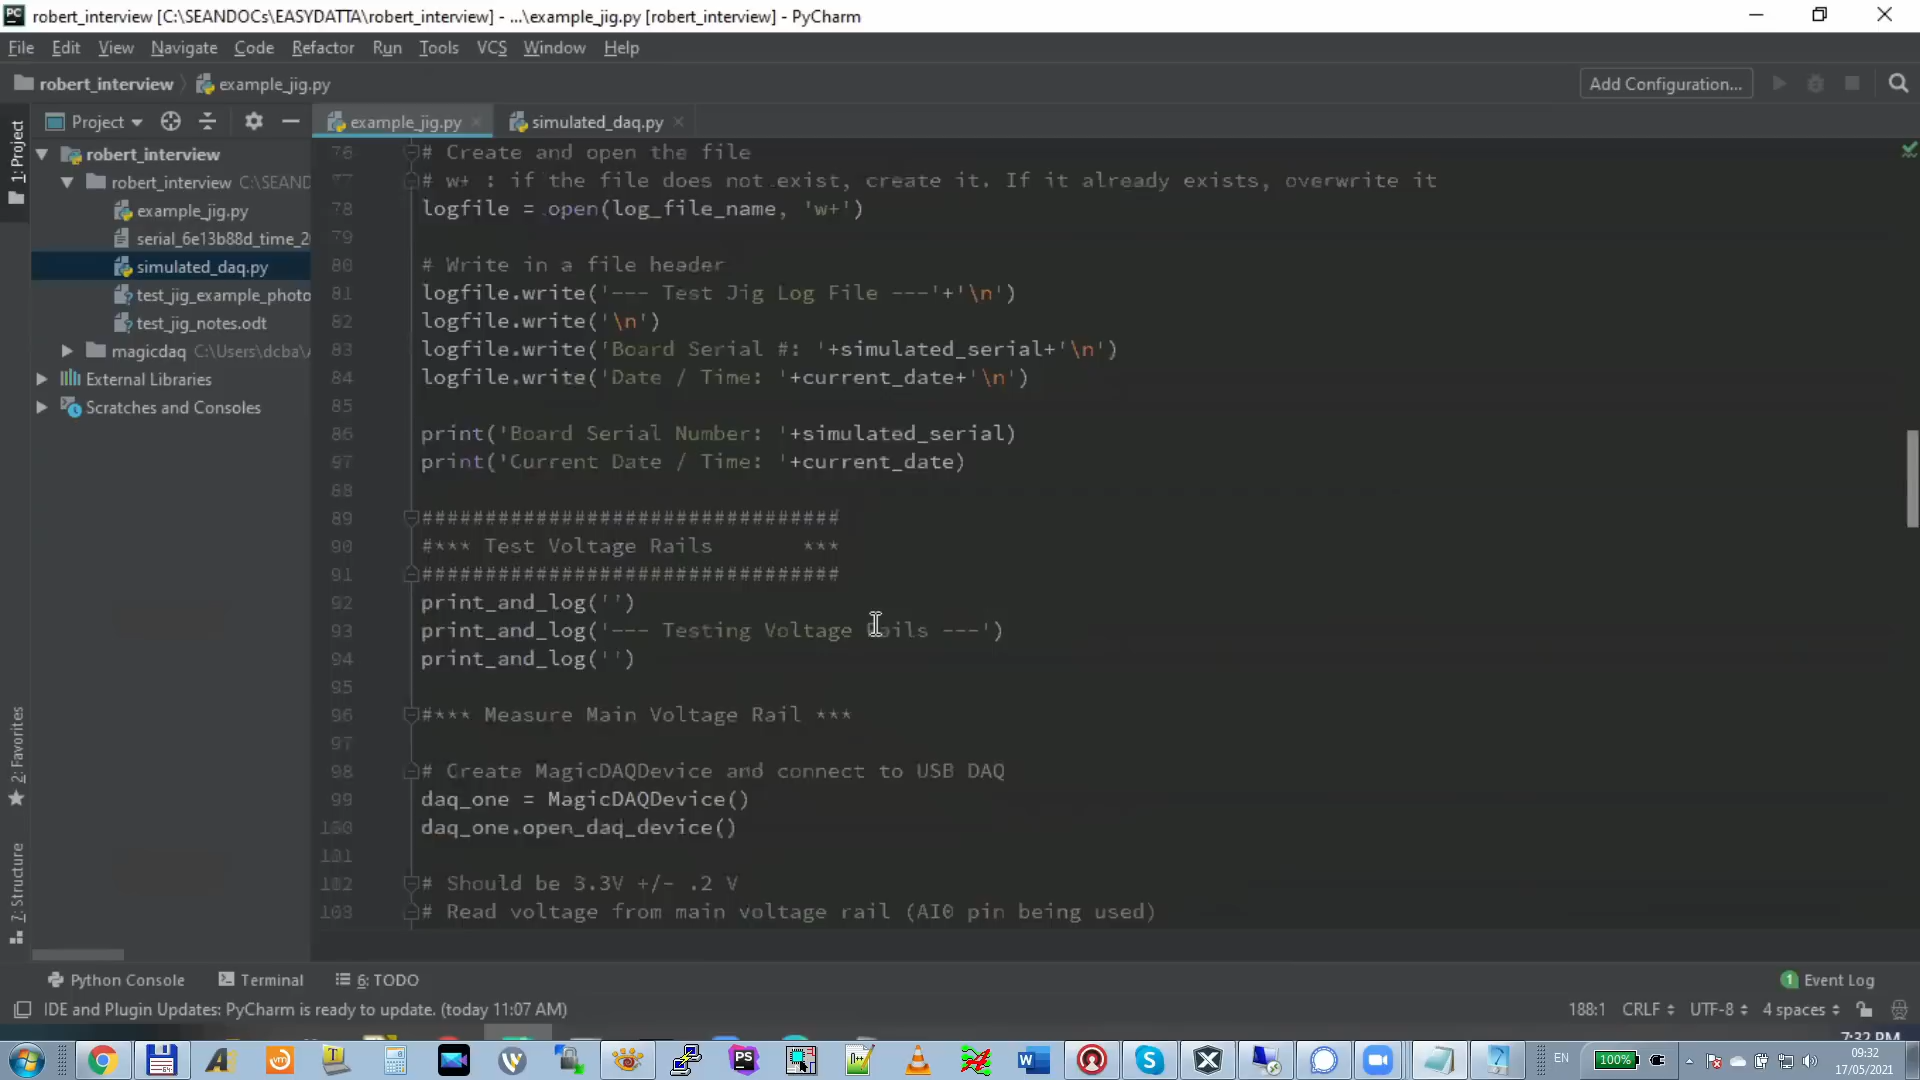 robert_interview [C:\SEANDOCs\EASYDATTA\robert_interview] - ...\example_jig.py [robert_interview] - PyCharm
File Edit View Navigate Code Refactor Run Tools VCS Window Help
robert_interview example_jig.py Add Configuration...
1: Project
Project
example_jig.py simulated_daq.py
robert_interview
robert_interview C:\SEAND
example_jig.py
serial_6e13b88d_time_2
simulated_daq.py
test_jig_example_photo
test_jig_notes.odt
magicdaq C:\Users\dcba\
External Libraries
Scratches and Consoles
76 # Create and open the file
77 # w+ : if the file does not exist, create it. If it already exists, overwrite it
78 logfile = open(log_file_name, 'w+')
79
80 # Write in a file header
81 logfile.write('--- Test Jig Log File ---'+'\n')
82 logfile.write('\n')
83 logfile.write('Board Serial #: '+simulated_serial+'\n')
84 logfile.write('Date / Time: '+current_date+'\n')
85
86 print('Board Serial Number: '+simulated_serial)
print('Current Date / Time: '+current_date)
88
89 #################################
90 #*** Test Voltage Rails ***
91 #################################
92 print_and_log('')
93 print_and_log('--- Testing Voltage Rails ---')
94 print_and_log('')
95
96 #*** Measure Main Voltage Rail ***
97
98 # Create MagicDAQDevice and connect to USB DAQ
99 daq_one = MagicDAQDevice()
100 daq_one.open_daq_device()
101
102 # Should be 3.3V +/- .2 V
103 # Read voltage from main voltage rail (AI0 pin being used)
2: Favorites
7: Structure
Python Console Terminal 6: TODO 1 Event Log
IDE and Plugin Updates: PyCharm is ready to update. (today 11:07 AM) 188:1 CRLF UTF-8 4 spaces
7:32 PM
EN 100% 09:32
17/05/2021